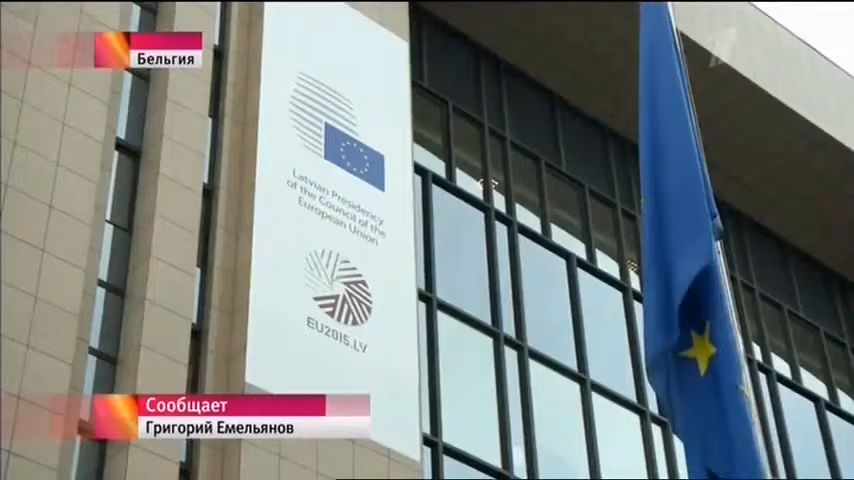 Бельгия
Latvian Presidency
of the Council of the
European Union
EU2015.LV
Сообщает
Григорий Емельянов